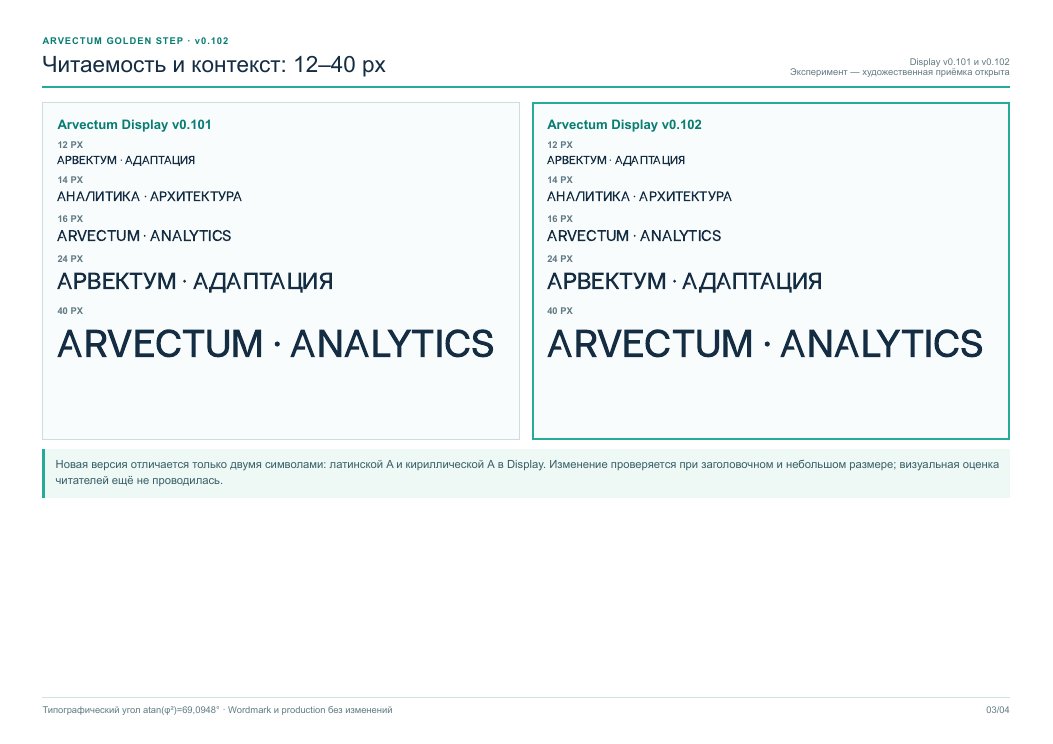 ARVECTUM GOLDEN STEP · v0.102
Читаемость и контекст: 12–40 px
Display v0.101 и v0.102
Эксперимент — художественная приёмка открыта
Arvectum Display v0.101
12 PX
АРВЕКТУМ · АДАПТАЦИЯ
14 PX
АНАЛИТИКА · АРХИТЕКТУРА
16 PX
ARVECTUM · ANALYTICS
24 PX
АРВЕКТУМ · АДАПТАЦИЯ
40 PX
ARVECTUM · ANALYTICS
Arvectum Display v0.102
12 PX
АРВЕКТУМ · АДАПТАЦИЯ
14 PX
АНАЛИТИКА · АРХИТЕКТУРА
16 PX
ARVECTUM · ANALYTICS
24 PX
АРВЕКТУМ · АДАПТАЦИЯ
40 PX
ARVECTUM · ANALYTICS
Новая версия отличается только двумя символами: латинской A и кириллической А в Display. Изменение проверяется при заголовочном и небольшом размере; визуальная оценка
читателей ещё не проводилась.
Типографический угол atan(φ²)=69,0948° · Wordmark и production без изменений
03/04